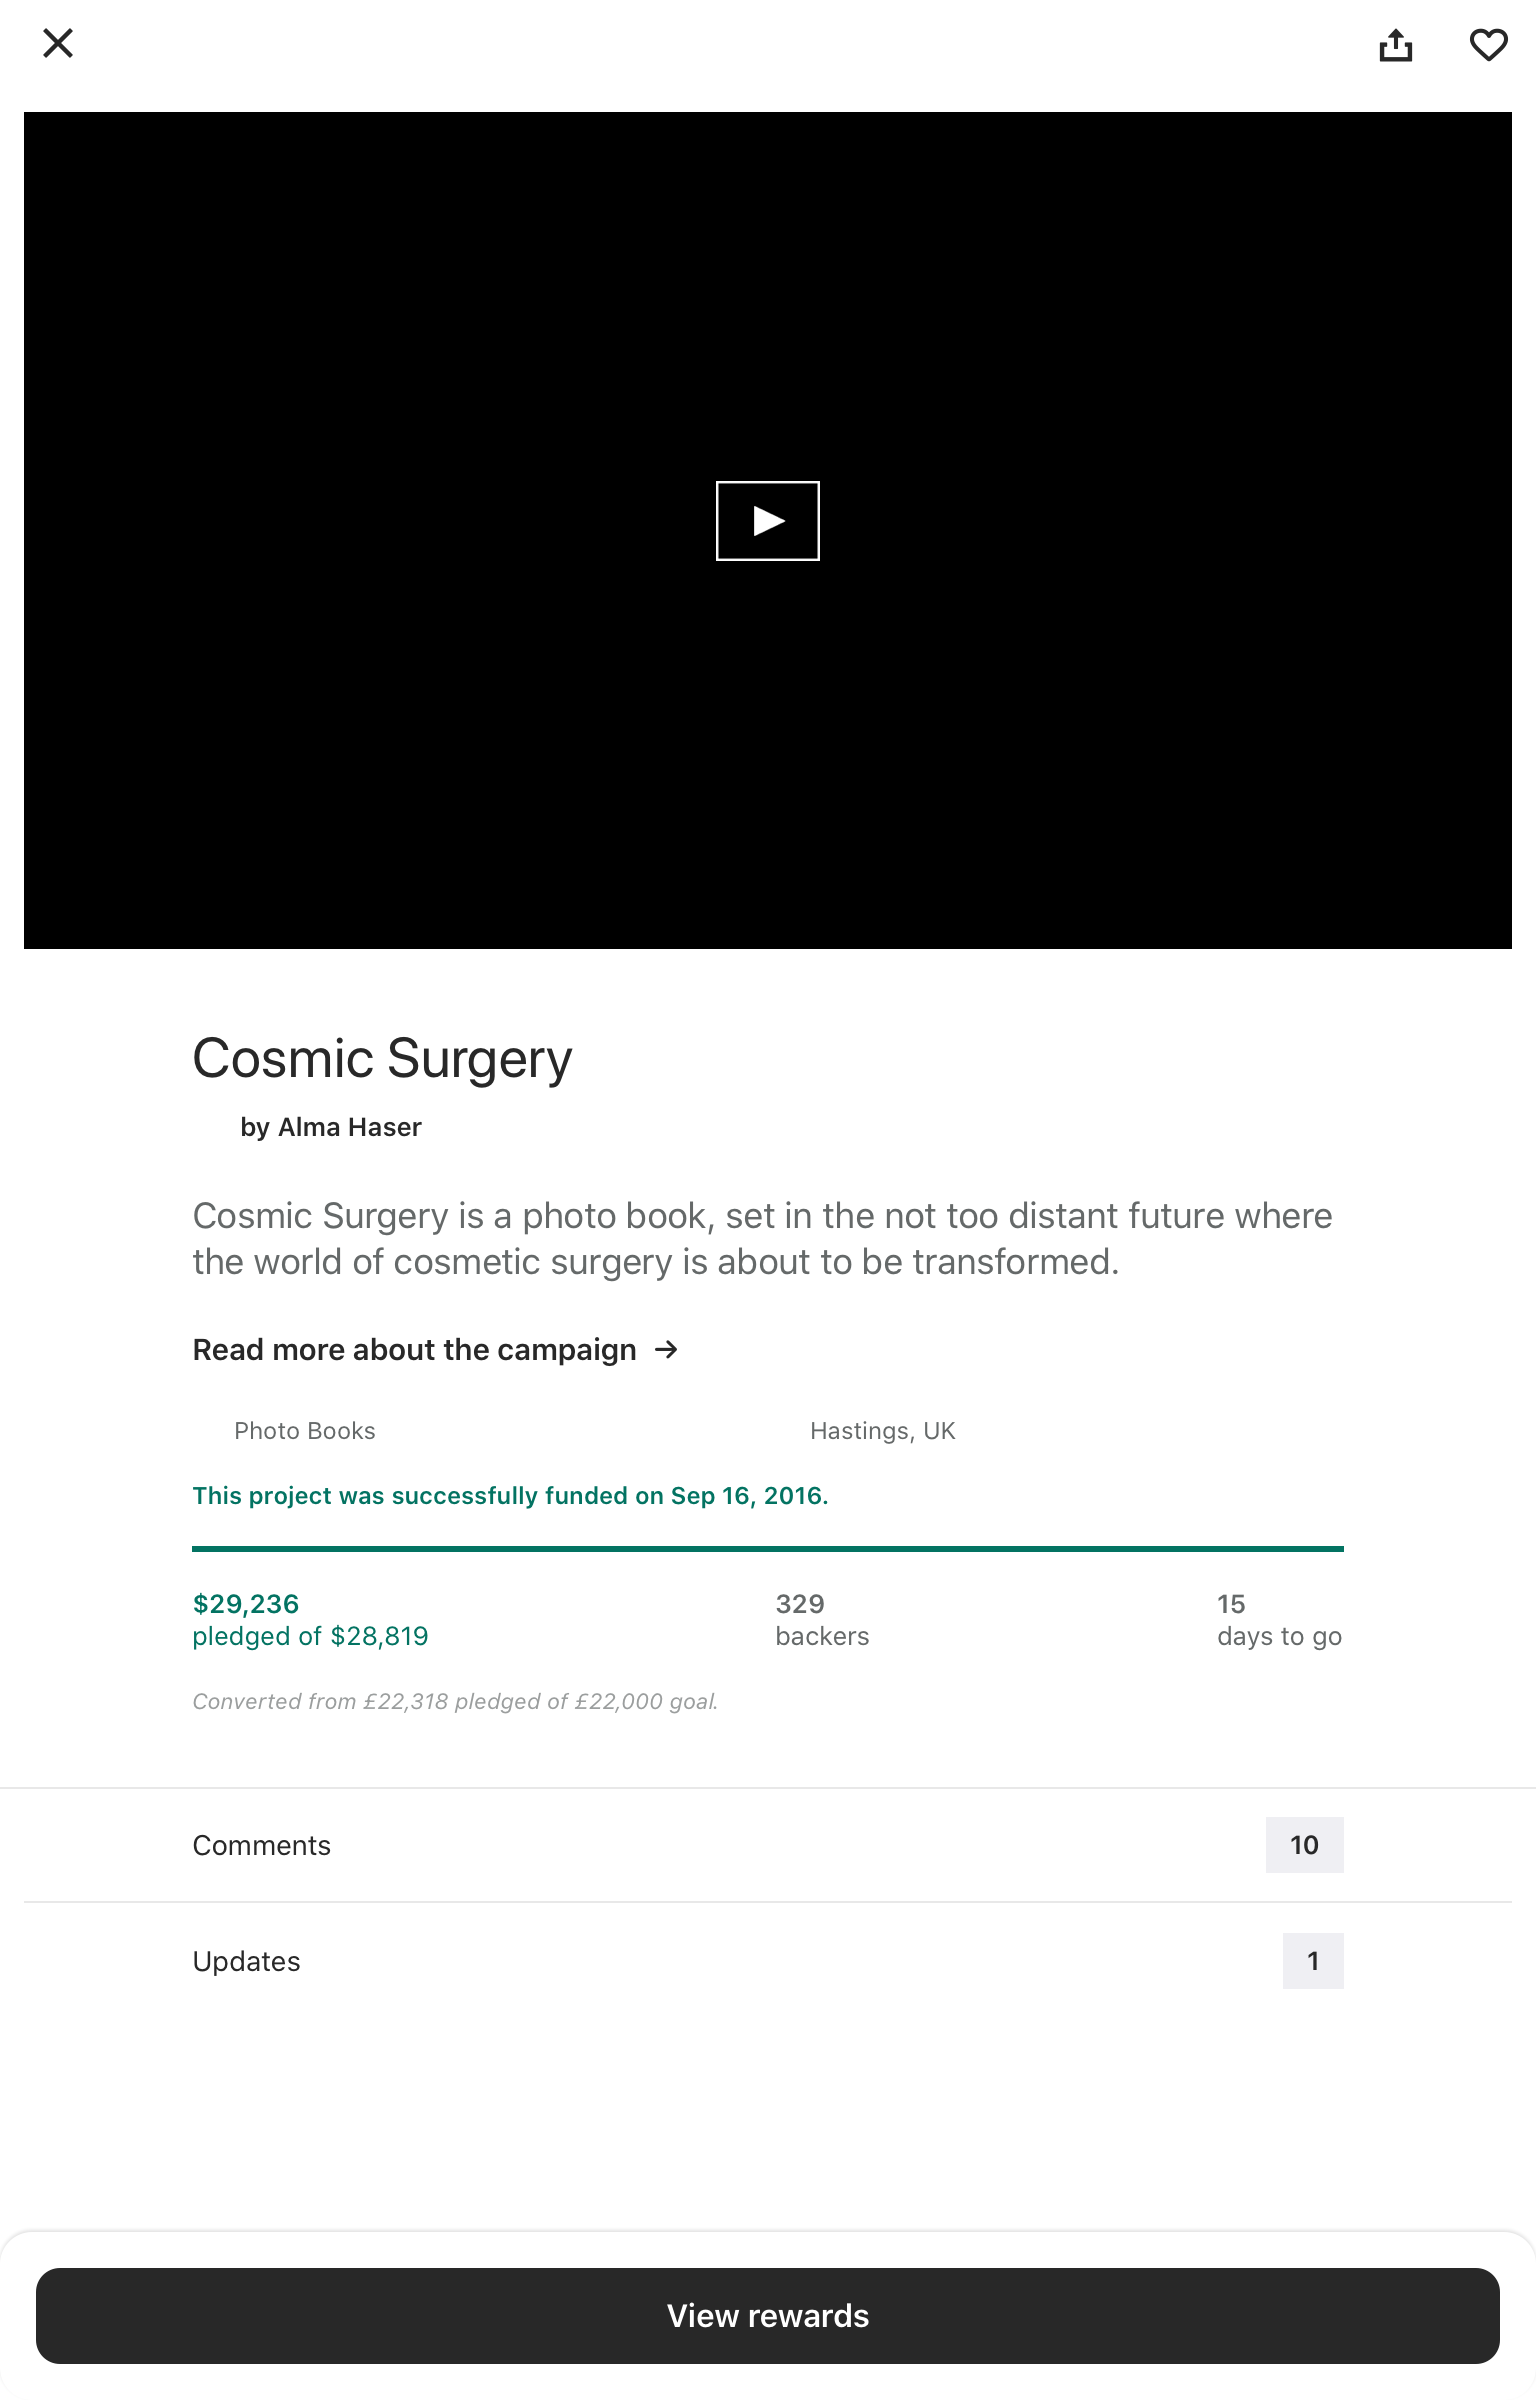 Cosmic Surgery
by Alma Haser
Cosmic Surgery is a photo book, set in the not too distant future where
the world of cosmetic surgery is about to be transformed.
Read more about the campaign →
Photo Books
Hastings, UK
This project was successfully funded on Sep 16, 2016.
$29,236
pledged of $28,819
329
backers
15
days to go
Converted from £22,318 pledged of £22,000 goal.
Comments
10
Updates
1
View rewards